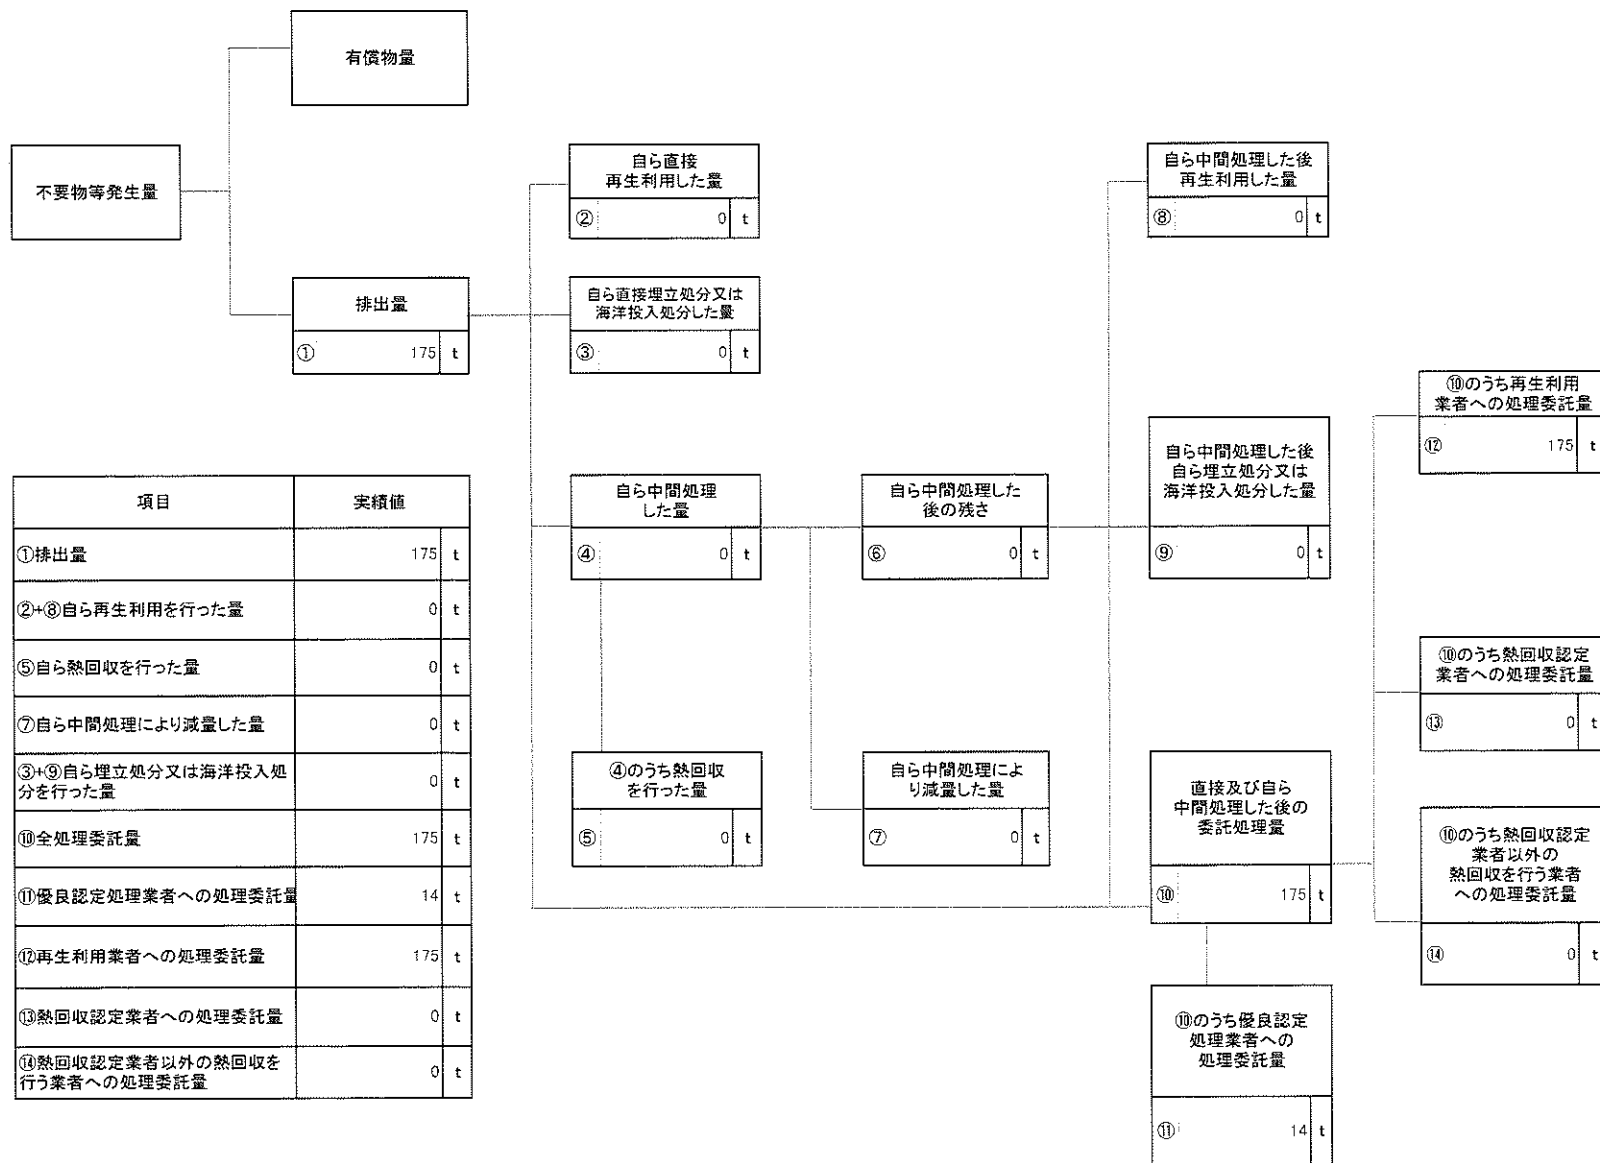 有償物量
不要物等発生量
排出量
① 175 t
自ら直接
再生利用した量
② 0 t
自ら直接埋立処分又は
海洋投入処分した量
③ 0 t
自ら中間処理
した量
④ 0 t
④のうち熱回収
を行った量
⑤ 0 t
自ら中間処理した
後の残さ
⑥ 0 t
自ら中間処理によ
り減量した量
⑦ 0 t
自ら中間処理した後
再生利用した量
⑧ 0 t
自ら中間処理した後
自ら埋立処分又は
海洋投入処分した量
⑨ 0 t
直接及び自ら
中間処理した後の
委託処理量
⑩ 175 t
⑩のうち優良認定
処理業者への
処理委託量
⑪ 14 t
⑩のうち再生利用
業者への処理委託量
⑫ 175 t
⑩のうち熱回収認定
業者への処理委託量
⑬ 0 t
⑩のうち熱回収認定
業者以外の
熱回収を行う業者
への処理委託量
⑭ 0 t
項目 実績値
①排出量 175 t
②+⑧自ら再生利用を行った量 0 t
⑤自ら熱回収を行った量 0 t
⑦自ら中間処理により減量した量 0 t
③+⑨自ら埋立処分又は海洋投入処
分を行った量 0 t
⑩全処理委託量 175 t
⑪優良認定処理業者への処理委託量 14 t
⑫再生利用業者への処理委託量 175 t
⑬熱回収認定業者への処理委託量 0 t
⑭熱回収認定業者以外の熱回収を
行う業者への処理委託量 0 t